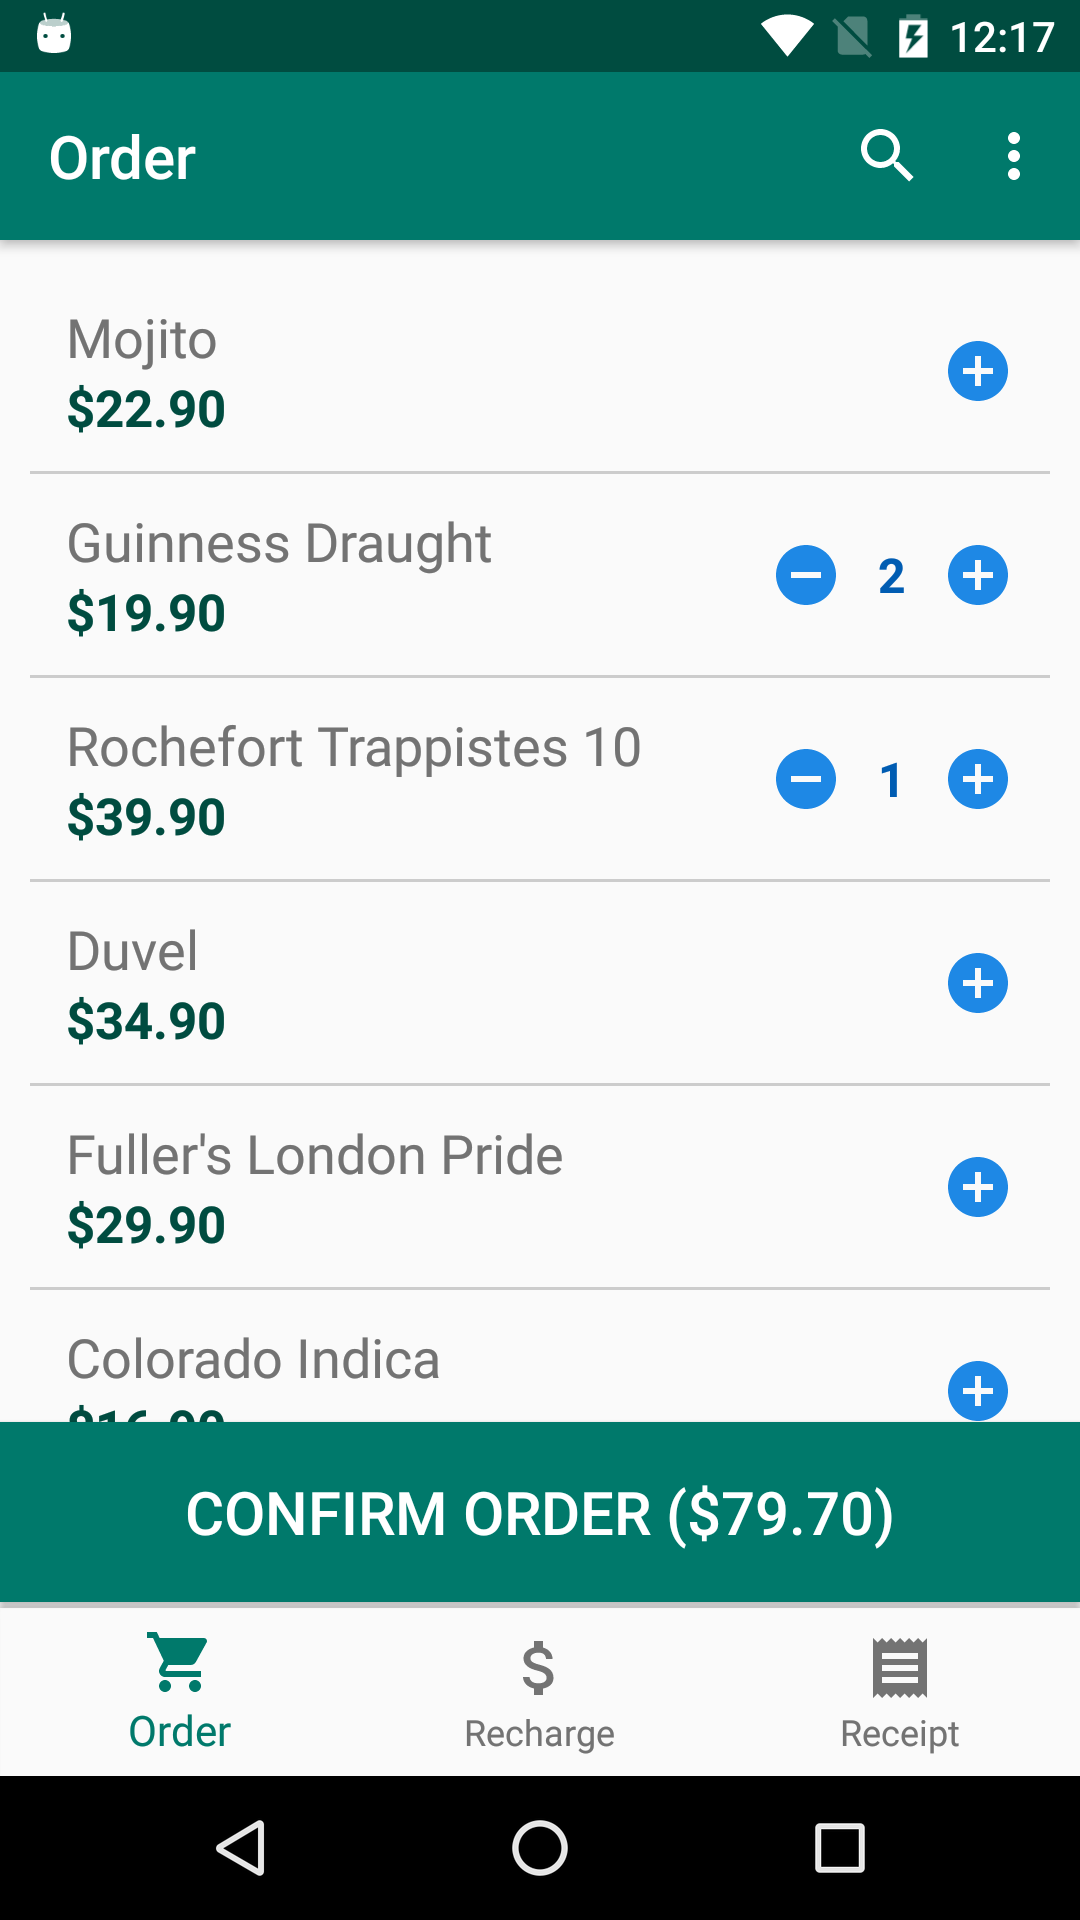 12:17
Order
Mojito
$22.90
Guinness Draught
$19.90
2
Rochefort Trappistes 10
$39.90
1
Duvel
$34.90
Fuller's London Pride
$29.90
Colorado Indica
CONFIRM ORDER ($79.70)
Order
Recharge
Receipt